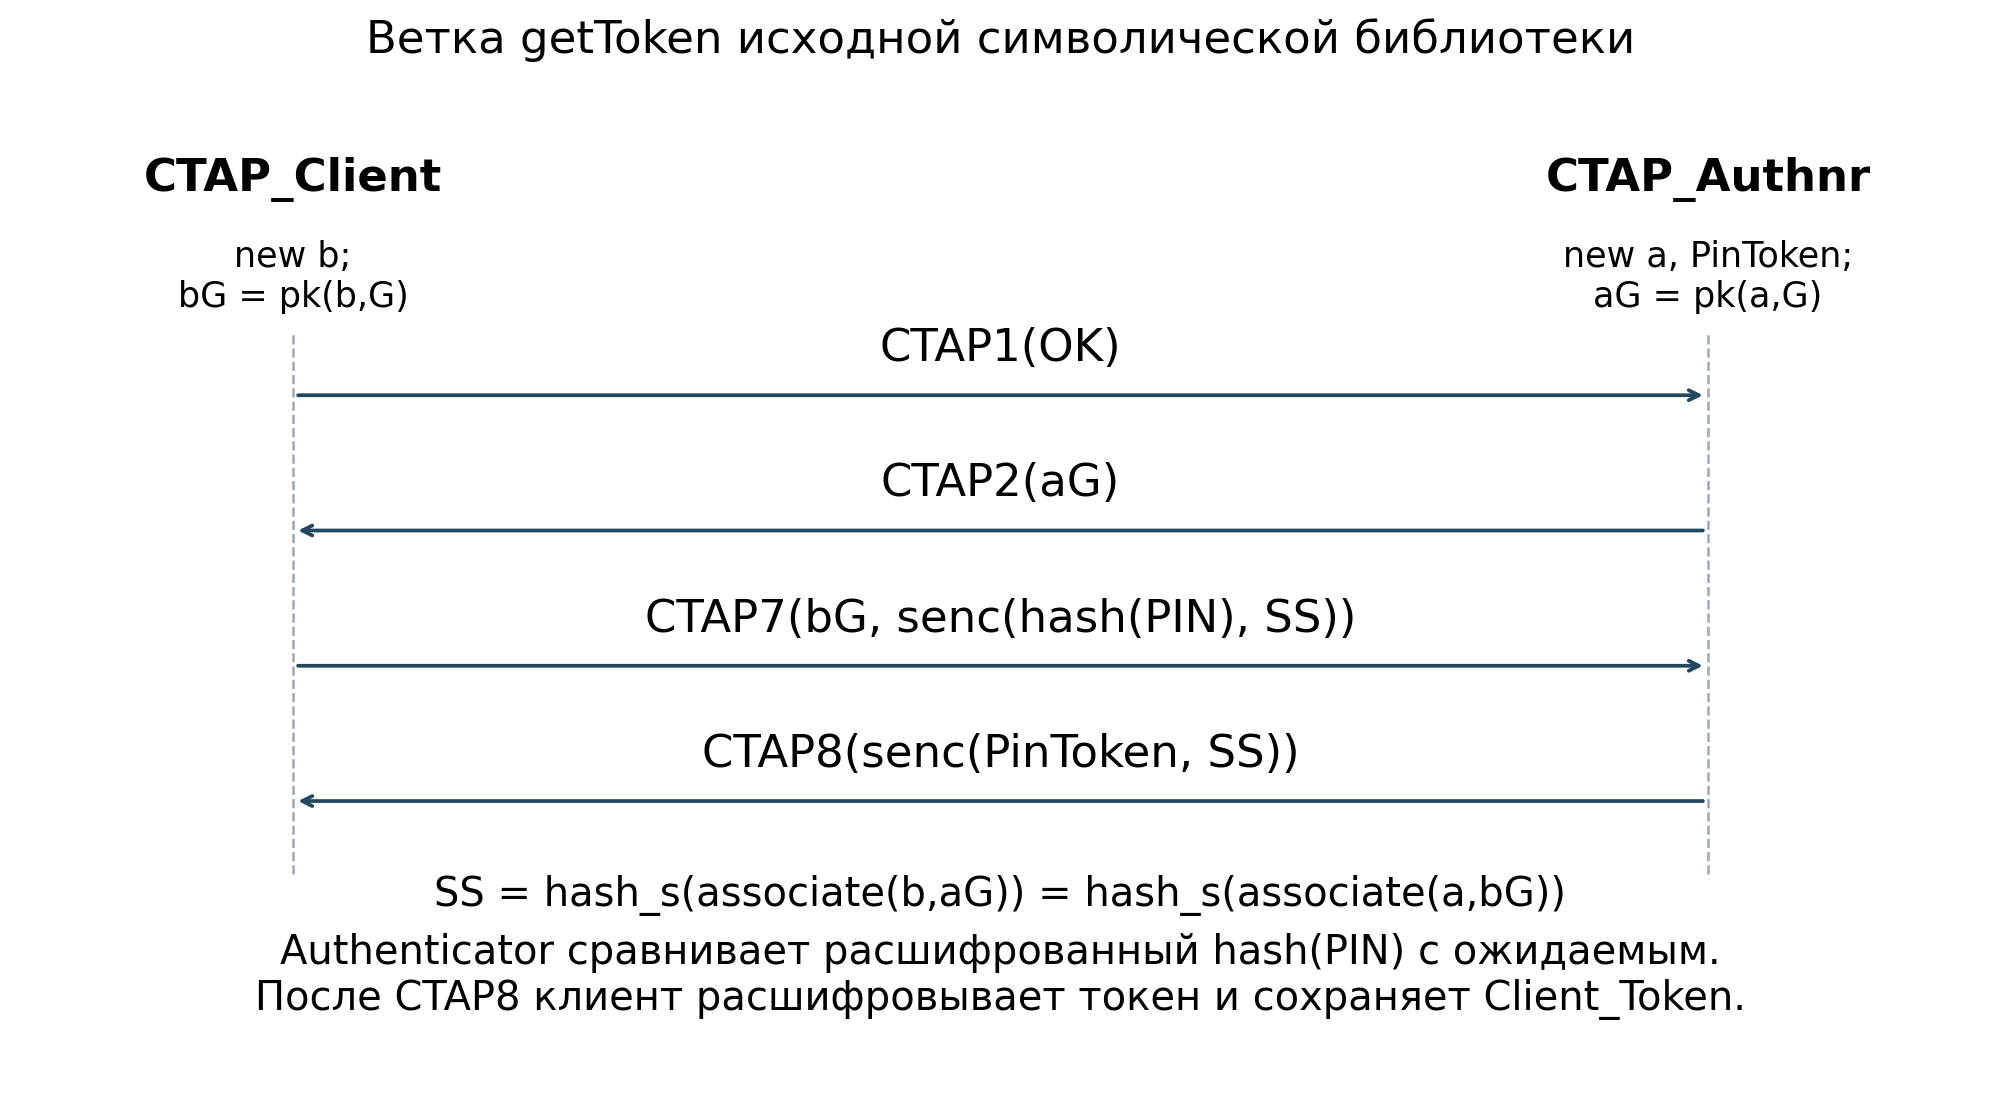 Ветка getToken исходной символической библиотеки
CTAP_Client
CTAP_Authnr
new b;
bG = pk(b,G)
new a, PinToken;
aG = pk(a,G)
CTAP1(OK)
CTAP2(aG)
CTAP7(bG, senc(hash(PIN), SS))
CTAP8(senc(PinToken, SS))
SS = hash_s(associate(b,aG)) = hash_s(associate(a,bG))
Authenticator сравнивает расшифрованный hash(PIN) с ожидаемым.
После CTAP8 клиент расшифровывает токен и сохраняет Client_Token.